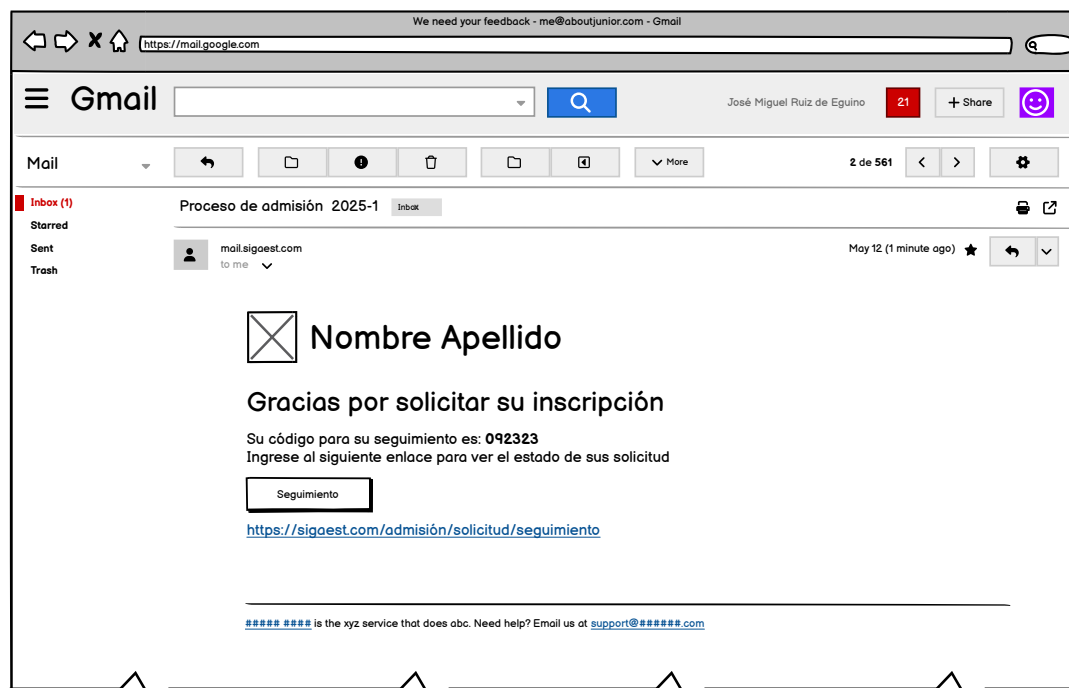 We need your feedback - me@aboutjunior.com - Gmail
https://mail.google.com
Gmail
José Miguel Ruiz de Eguino
21
+ Share
Mail
More
2 de 561
Inbox (1)
Starred
Sent
Trash
Proceso de admisión 2025-1
Inbox
mail.sigaest.com
to me
May 12 (1 minute ago)
Nombre Apellido
Gracias por solicitar su inscripción
Su código para su seguimiento es: 092323
Ingrese al siguiente enlace para ver el estado de sus solicitud
Seguimiento
https://sigaest.com/admisión/solicitud/seguimiento
##### #### is the xyz service that does abc. Need help? Email us at support@######.com